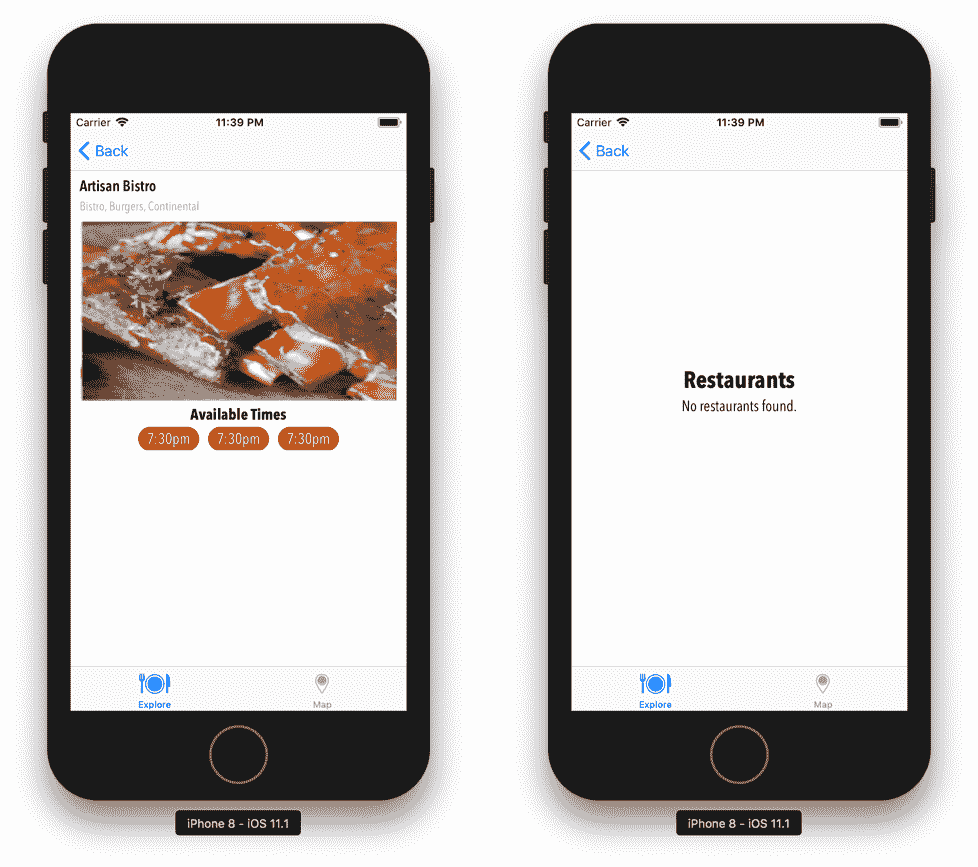 Carrier 11:39 PM
Back
Artisan Bistro
Bistro, Burgers, Continental
Available Times
7:30pm 7:30pm 7:30pm
Explore Map
iPhone 8 - iOS 11.1
Carrier 11:39 PM
Back
Restaurants
No restaurants found.
Explore Map
iPhone 8 - iOS 11.1